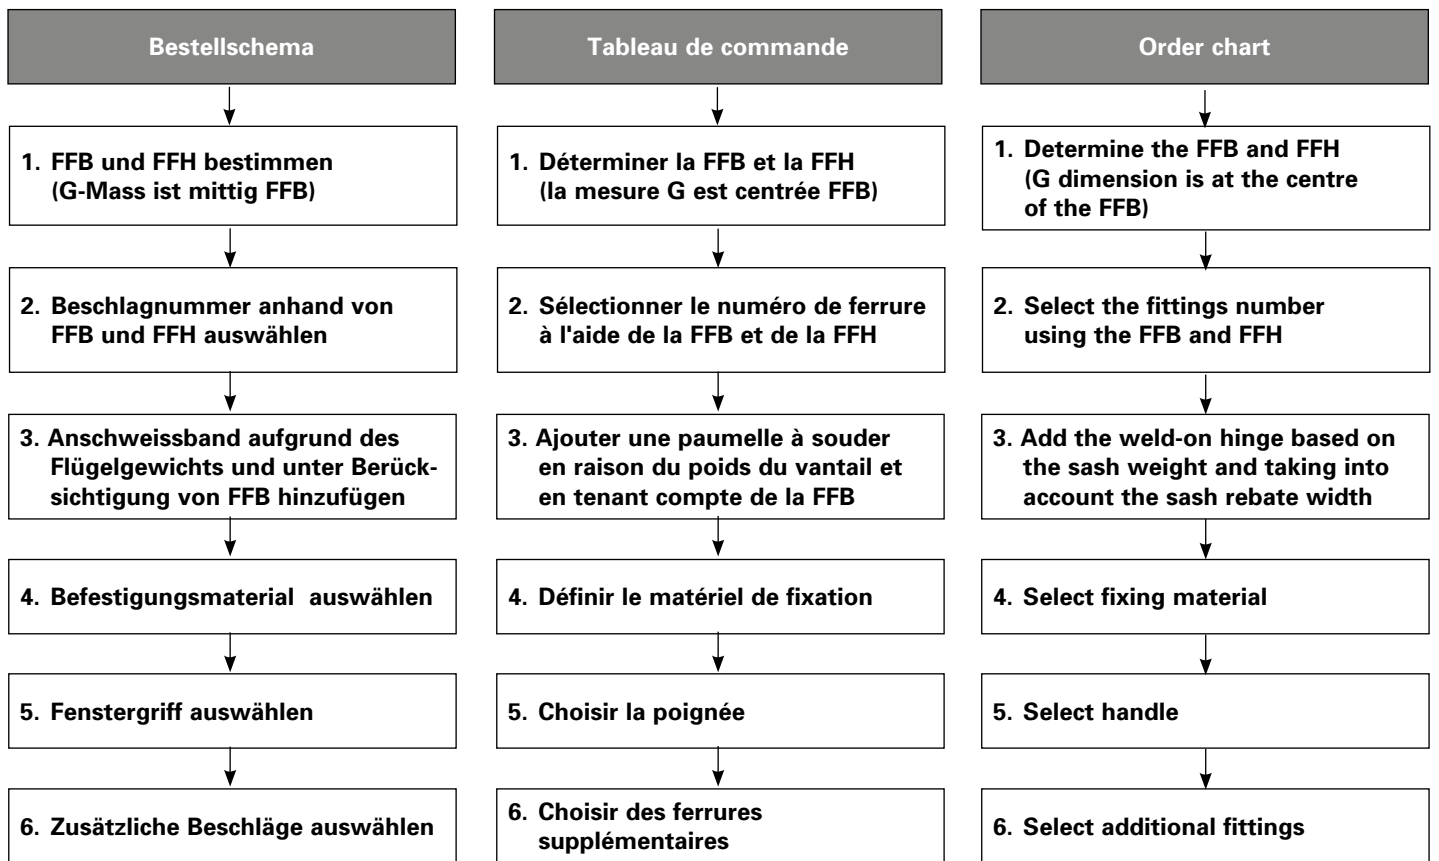 Bestellschema
1. FFB und FFH bestimmen
(G-Mass ist mittig FFB)
2. Beschlagnummer anhand von
FFB und FFH auswählen
3. Anschweissband aufgrund des
Flügelgewichts und unter Berück-
sichtigung von FFB hinzufügen
4. Befestigungsmaterial auswählen
5. Fenstergriff auswählen
6. Zusätzliche Beschläge auswählen
Tableau de commande
1. Déterminer la FFB et la FFH
(la mesure G est centrée FFB)
2. Sélectionner le numéro de ferrure
à l'aide de la FFB et de la FFH
3. Ajouter une paumelle à souder
en raison du poids du vantail et
en tenant compte de la FFB
4. Définir le matériel de fixation
5. Choisir la poignée
6. Choisir des ferrures
supplémentaires
Order chart
1. Determine the FFB and FFH
(G dimension is at the centre
of the FFB)
2. Select the fittings number
using the FFB and FFH
3. Add the weld-on hinge based on
the sash weight and taking into
account the sash rebate width
4. Select fixing material
5. Select handle
6. Select additional fittings